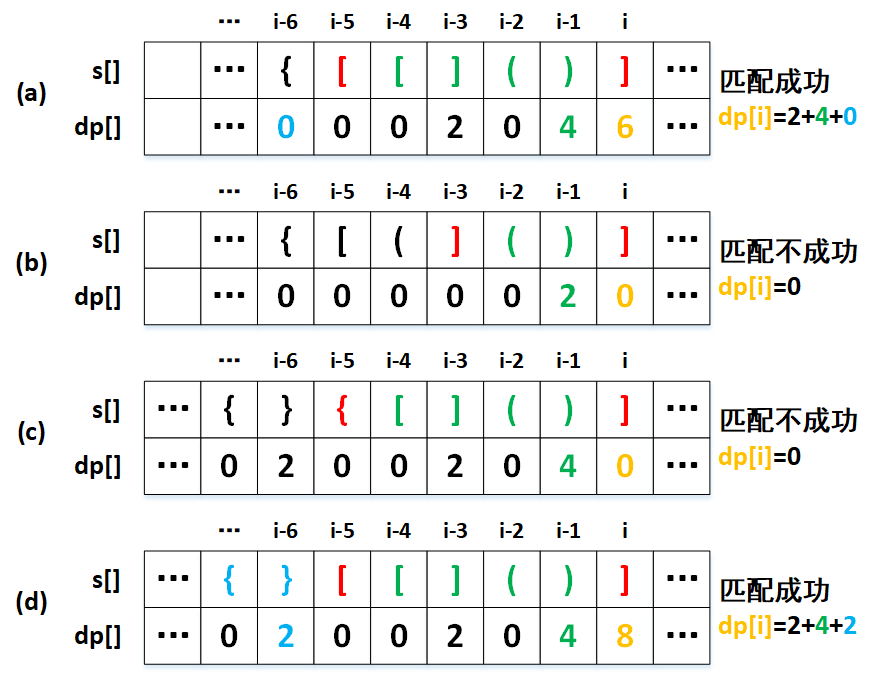 … i-6 i-5 i-4 i-3 i-2 i-1 i
s[] … { [ [ ] ( ) ] …
(a) 匹配成功
dp[] … 0 0 0 2 0 4 6 … dp[i]=2+4+0
… i-6 i-5 i-4 i-3 i-2 i-1 i
s[] … { [ ( ] ( ) ] …
(b) 匹配不成功
dp[] … 0 0 0 0 0 2 0 … dp[i]=0
… i-6 i-5 i-4 i-3 i-2 i-1 i
s[] … { } { [ ] ( ) ] …
(c) 匹配不成功
dp[] … 0 2 0 0 2 0 4 0 … dp[i]=0
… i-6 i-5 i-4 i-3 i-2 i-1 i
s[] … { } [ [ ] ( ) ] …
(d) 匹配成功
dp[] … 0 2 0 0 2 0 4 8 … dp[i]=2+4+2